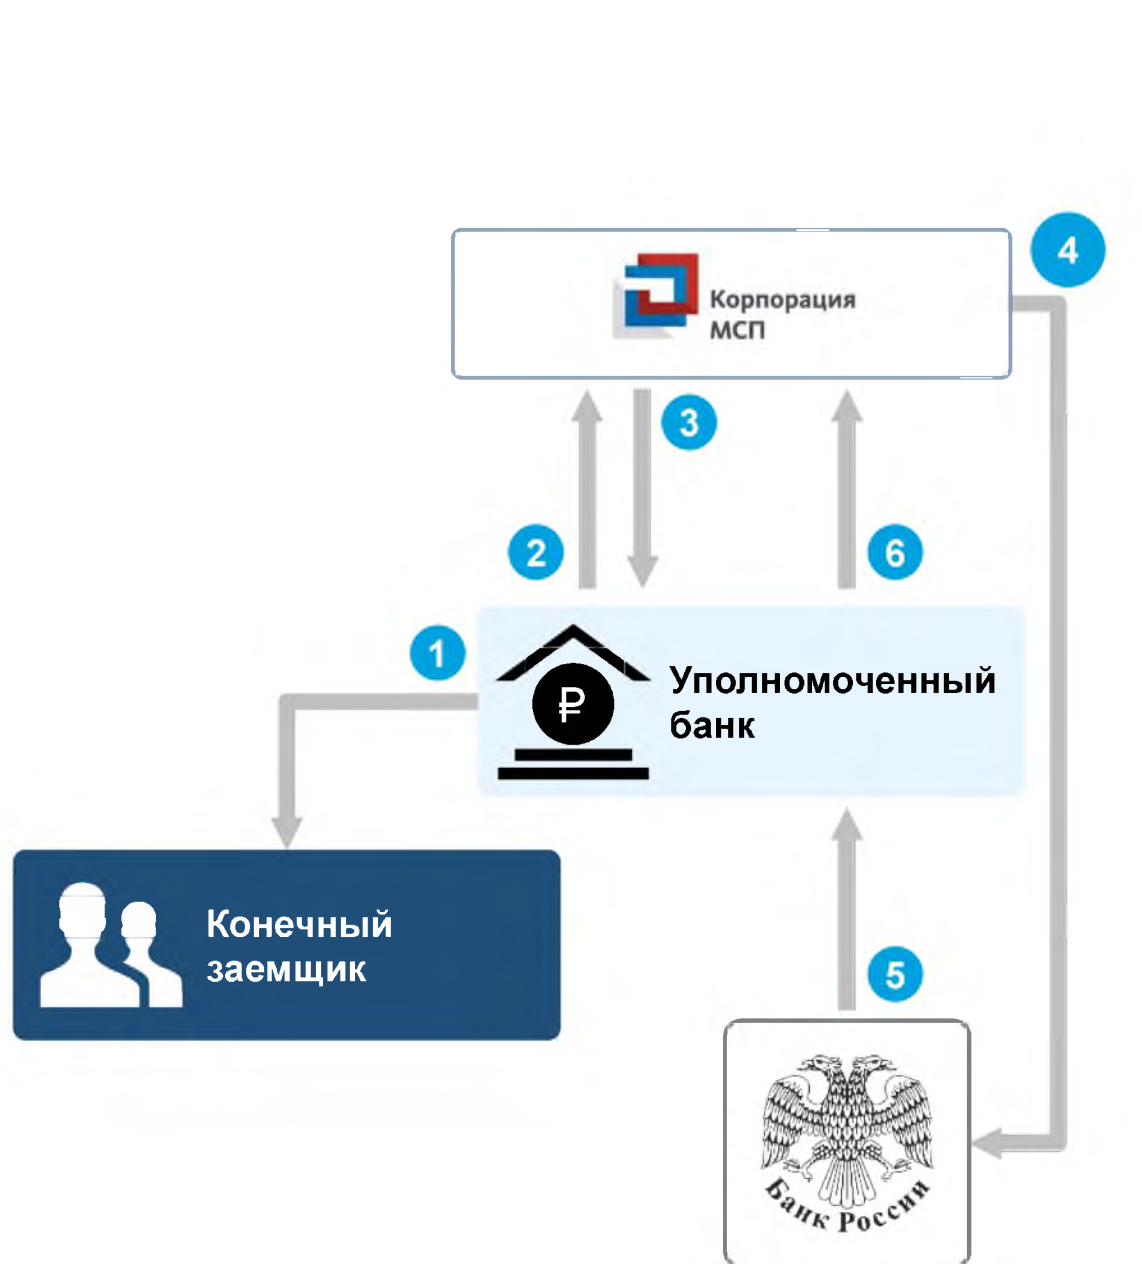 4
Корпорация
МСП
3
2
6
1
Уполномоченный
банк
₽
Конечный
заемщик
5
Банк России